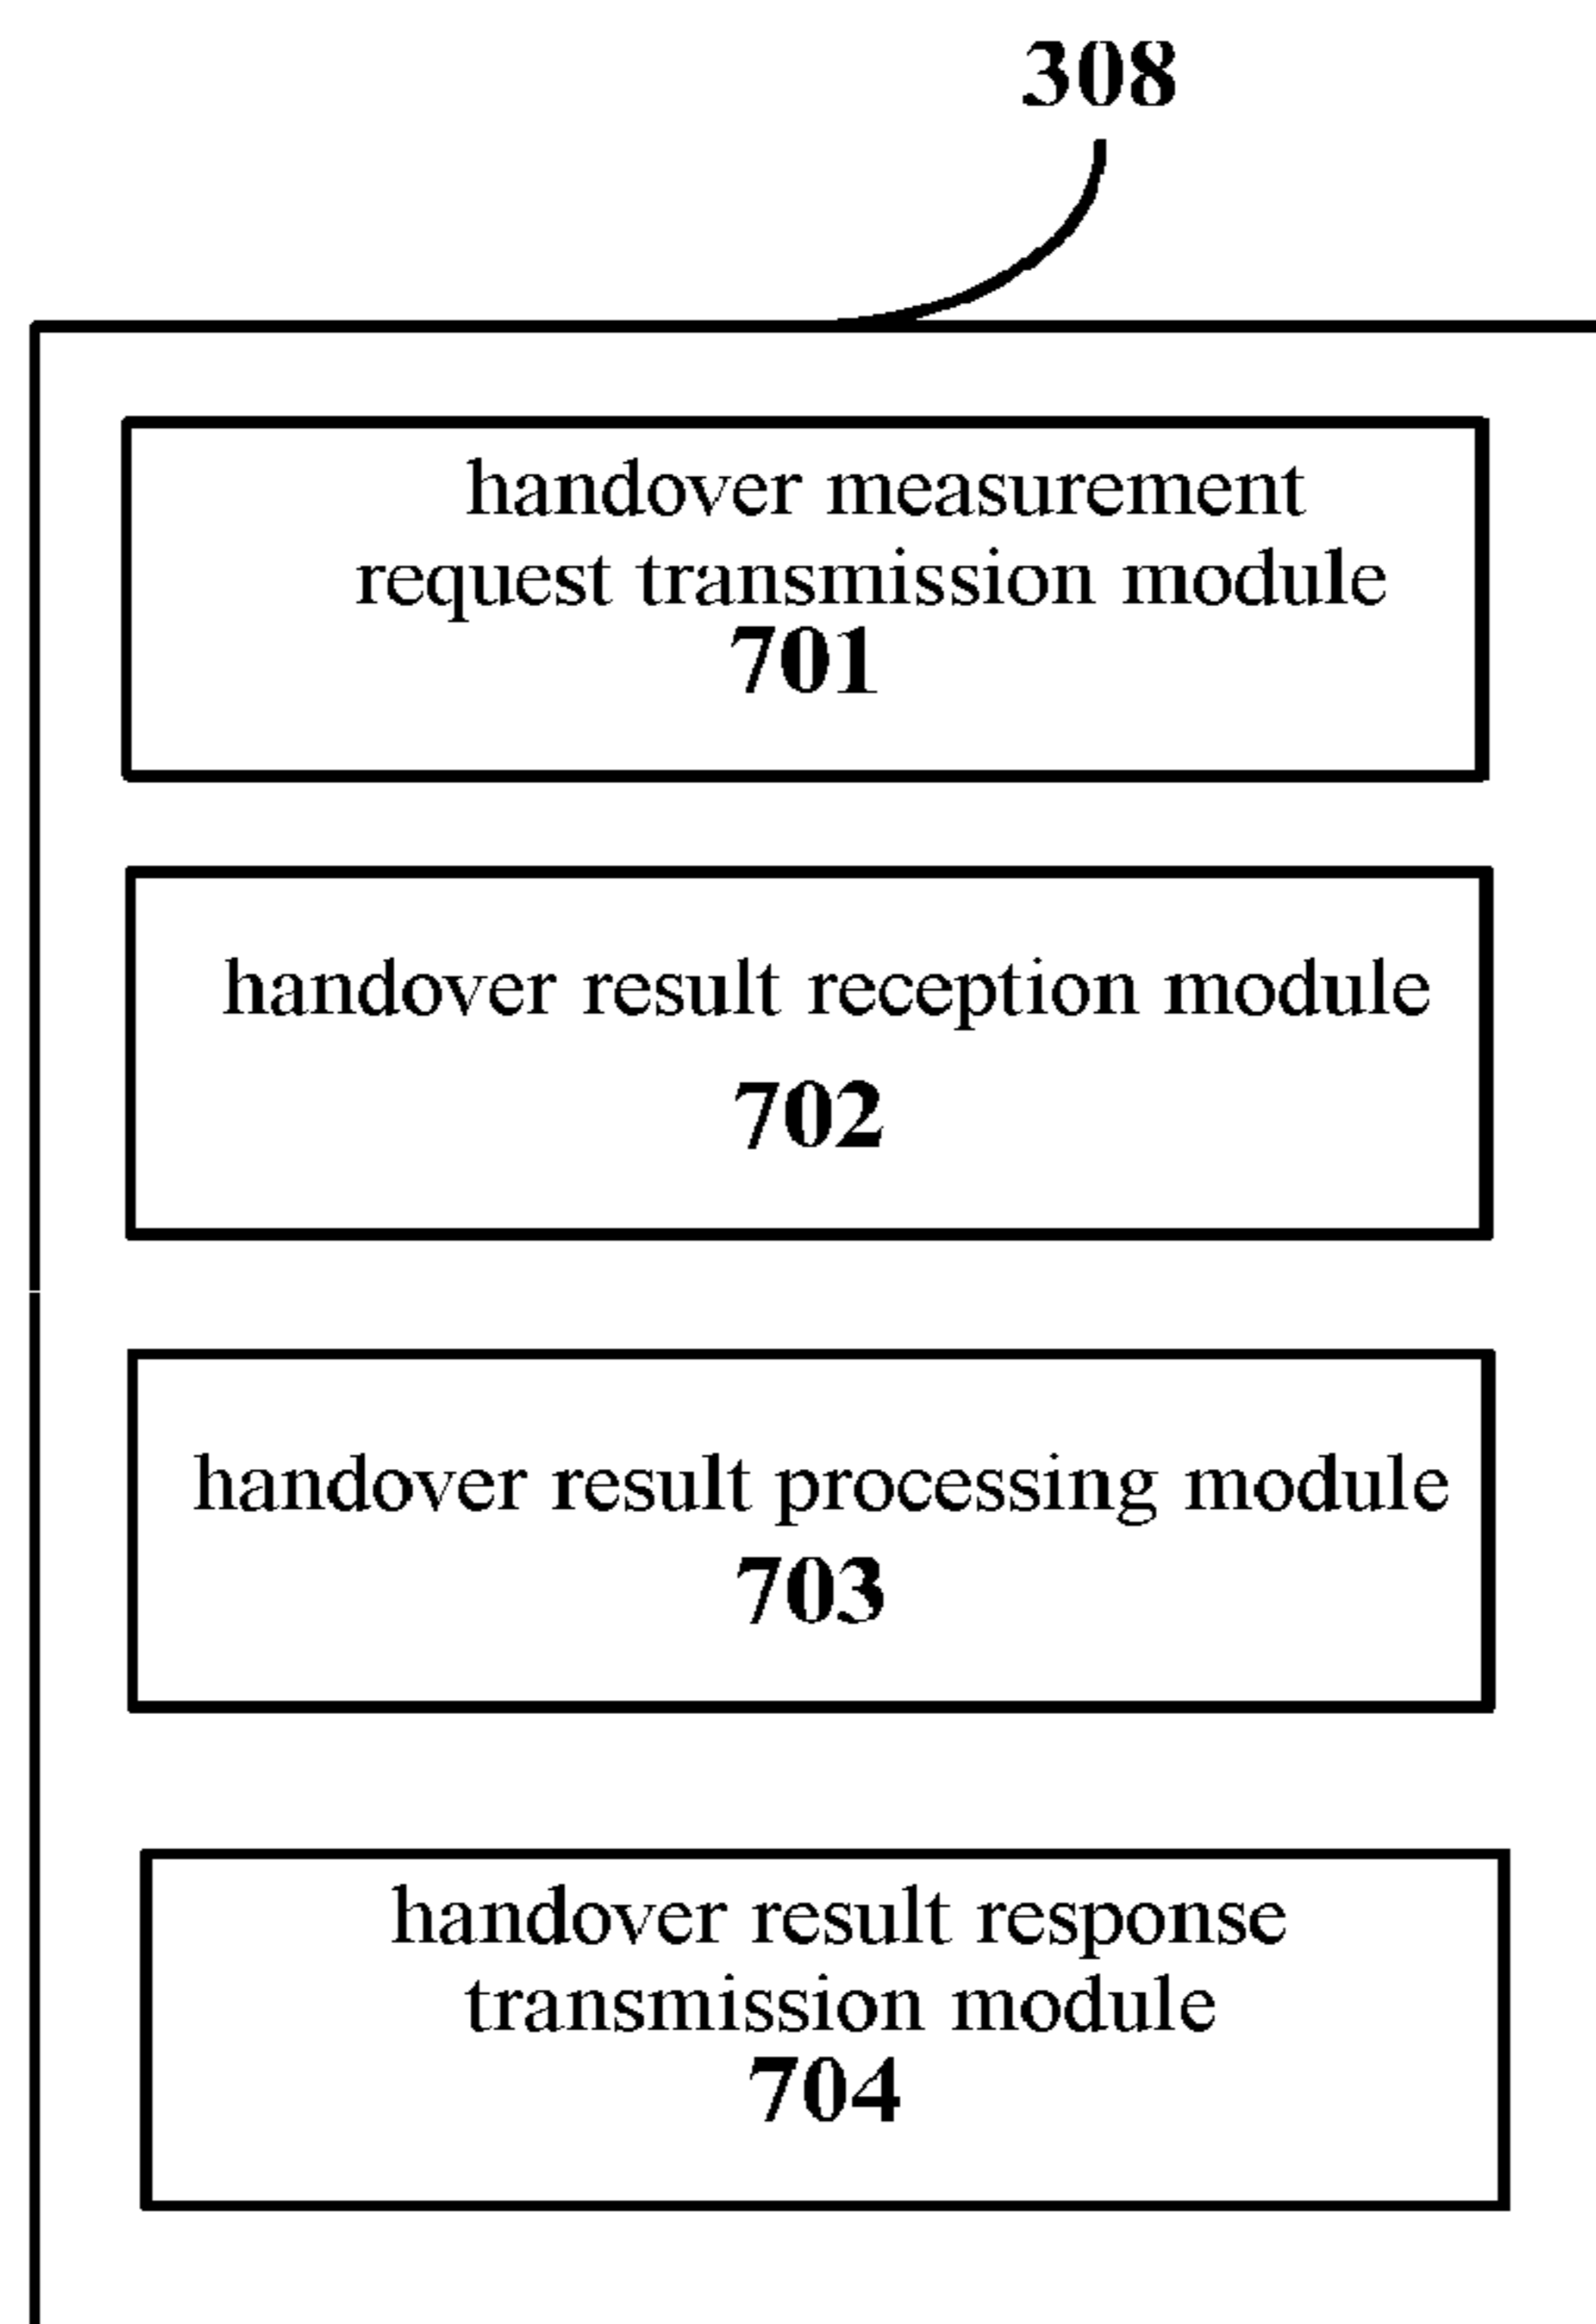 308
handover measurement
request transmission module
701
handover result reception module
702
handover result processing module
703
handover result response
transmission module
704